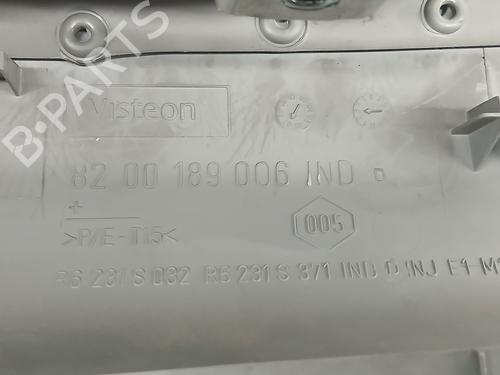 Visteon
82 00 189 006 IND D
+
>P/E-T15<
005
R6 231 S 032 R6 231 S 371 IND D INJ F1
B-PARTS